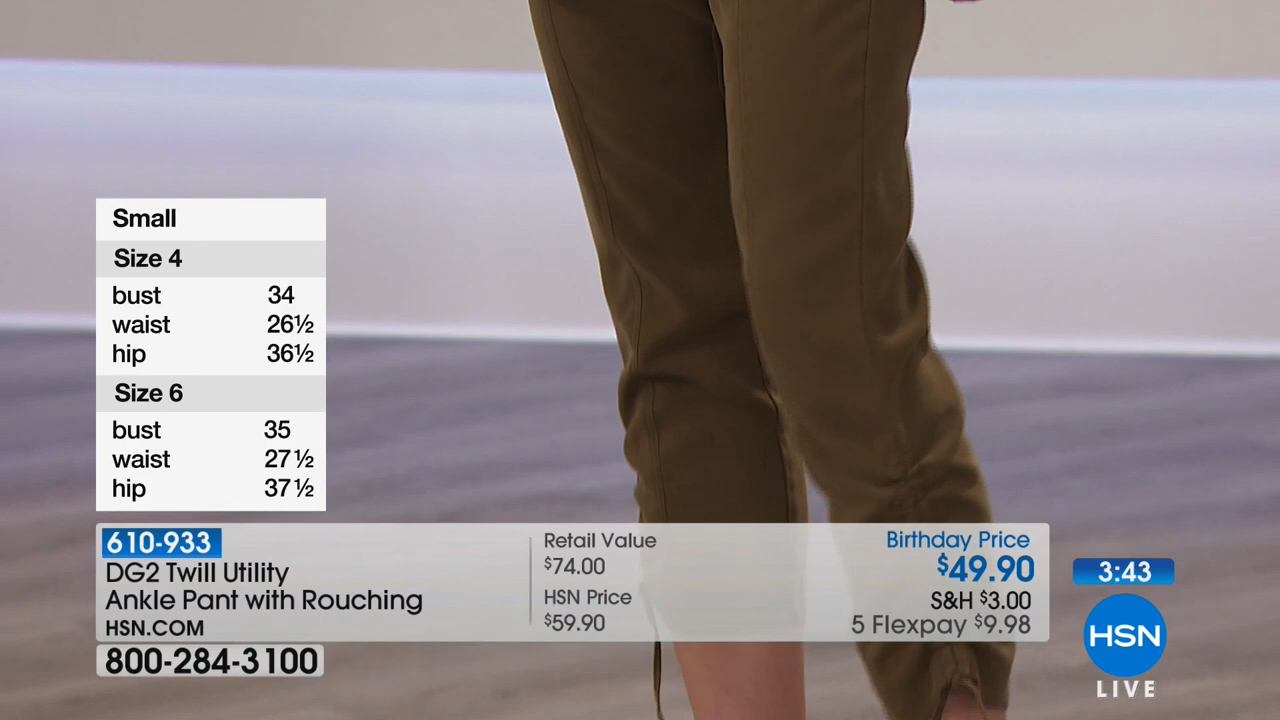 Small
Size 4
bust 34
waist 26½
hip 36½
Size 6
bust 35
waist 27½
hip 37½
610-933
DG2 Twill Utility
Ankle Pant with Rouching
HSN.COM
800-284-3100
Retail Value
$74.00
HSN Price
$59.90
Birthday Price
$49.90
S&H $3.00
5 Flexpay $9.98
3:43
HSN
LIVE